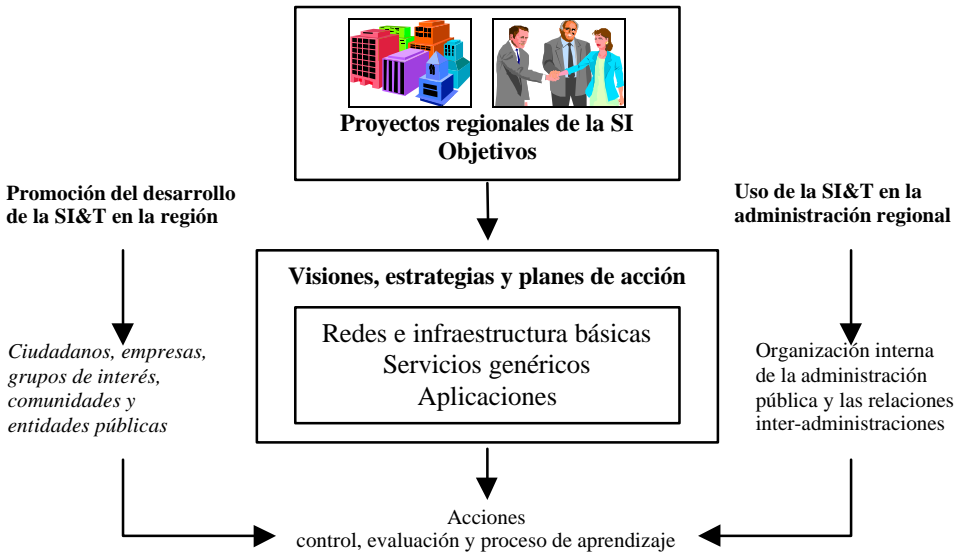 Proyectos regionales de la SI
Objetivos
Promoción del desarrollo
de la SI&T en la región
Uso de la SI&T en la
administración regional
Visiones, estrategias y planes de acción
Redes e infraestructura básicas
Servicios genéricos
Aplicaciones
Ciudadanos, empresas,
grupos de interés,
comunidades y
entidades públicas
Organización interna
de la administración
pública y las relaciones
inter-administraciones
Acciones
control, evaluación y proceso de aprendizaje